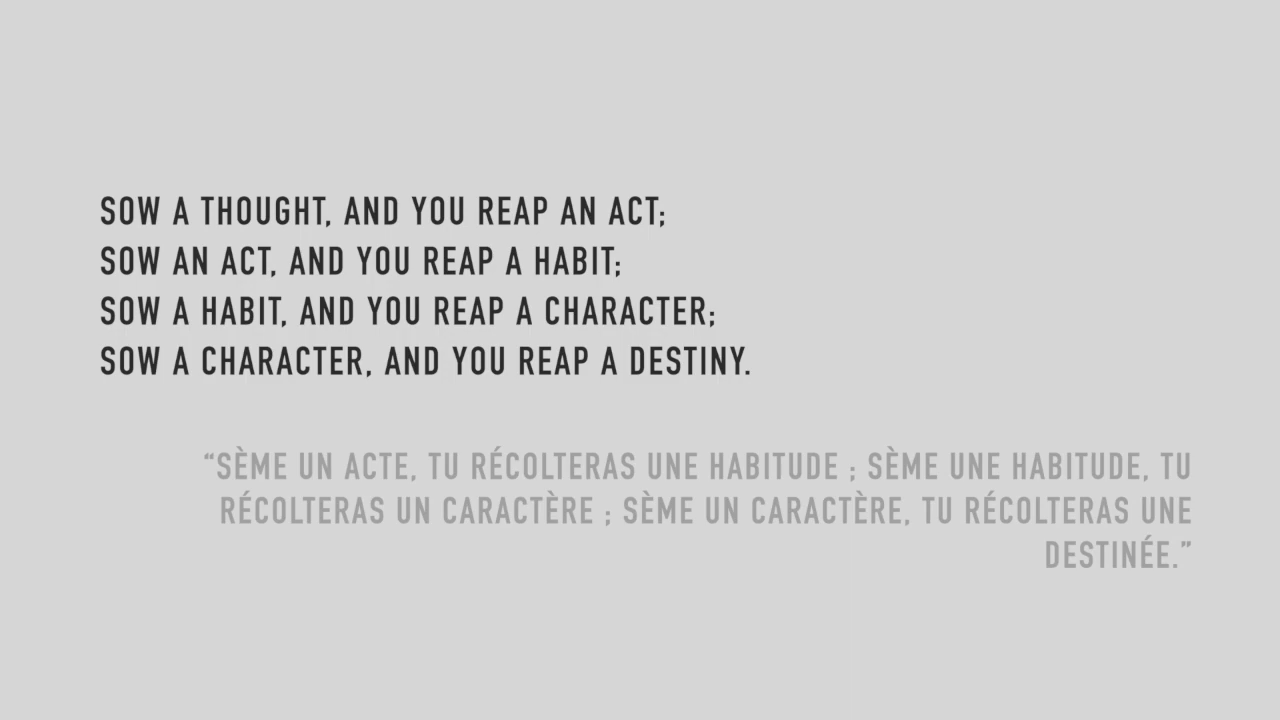 SOW A THOUGHT, AND YOU REAP AN ACT;
SOW AN ACT, AND YOU REAP A HABIT;
SOW A HABIT, AND YOU REAP A CHARACTER;
SOW A CHARACTER, AND YOU REAP A DESTINY.
“SÈME UN ACTE, TU RÉCOLTERAS UNE HABITUDE ; SÈME UNE HABITUDE, TU
RÉCOLTERAS UN CARACTÈRE ; SÈME UN CARACTÈRE, TU RÉCOLTERAS UNE
DESTINÉE.”